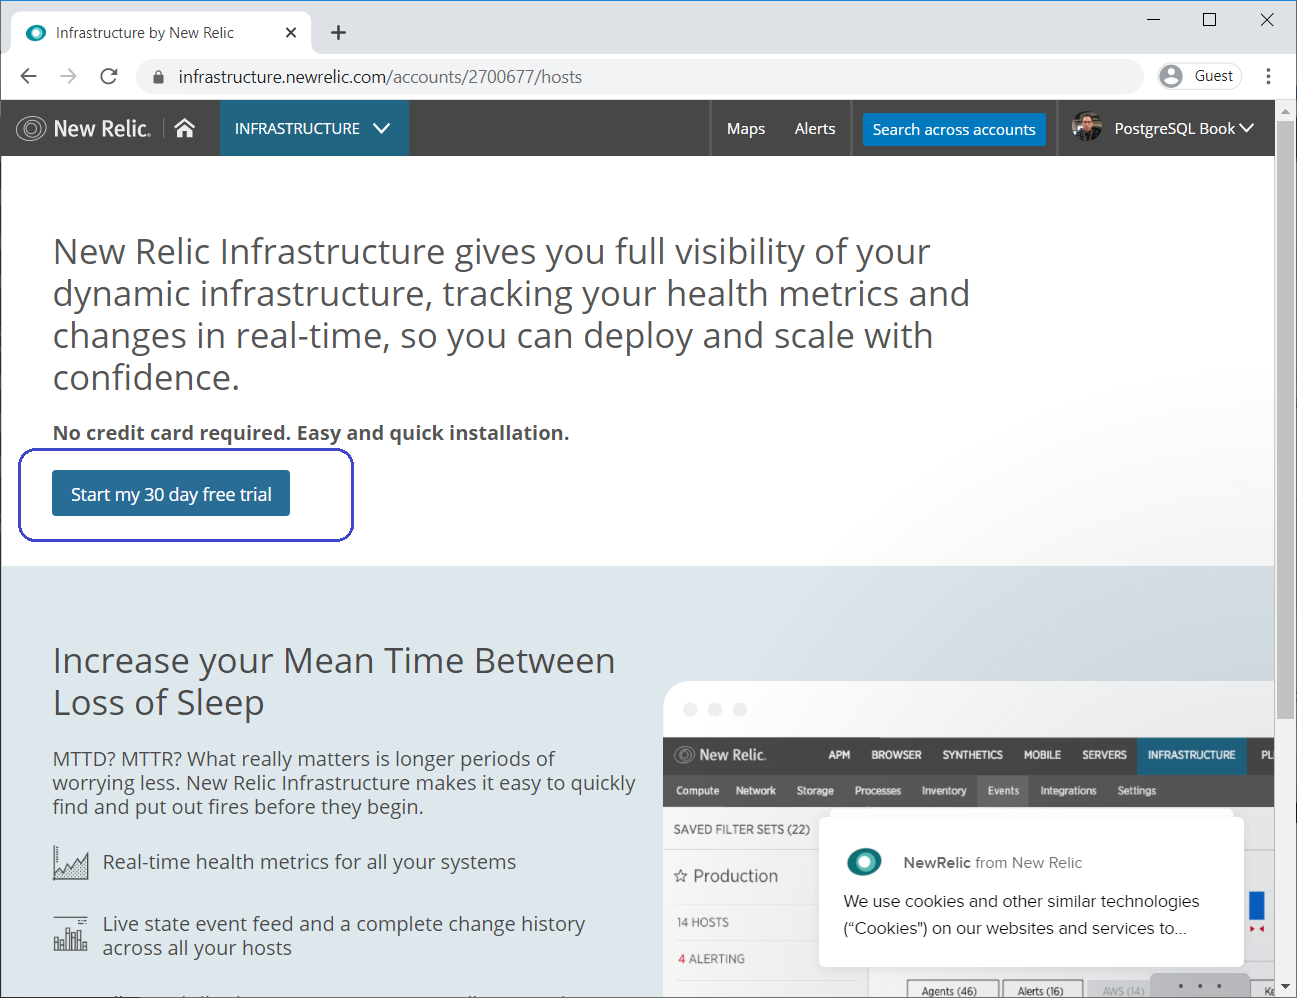 Infrastructure by New Relic
infrastructure.newrelic.com/accounts/2700677/hosts
Guest
New Relic.
INFRASTRUCTURE
Maps
Alerts
Search across accounts
PostgreSQL Book
New Relic Infrastructure gives you full visibility of your
dynamic infrastructure, tracking your health metrics and
changes in real-time, so you can deploy and scale with
confidence.
No credit card required. Easy and quick installation.
Start my 30 day free trial
Increase your Mean Time Between
Loss of Sleep
MTTD? MTTR? What really matters is longer periods of
worrying less. New Relic Infrastructure makes it easy to quickly
find and put out fires before they begin.
Real-time health metrics for all your systems
Live state event feed and a complete change history
across all your hosts
New Relic.
APM
BROWSER
SYNTHETICS
MOBILE
SERVERS
INFRASTRUCTURE
PL
Compute
Network
Storage
Processes
Inventory
Events
Integrations
Settings
SAVED FILTER SETS (22)
Production
14 HOSTS
4 ALERTING
NewRelic from New Relic
We use cookies and other similar technologies
(“Cookies”) on our websites and services to...
Agents (46)
Alerts (16)
AWS (14)
Ke